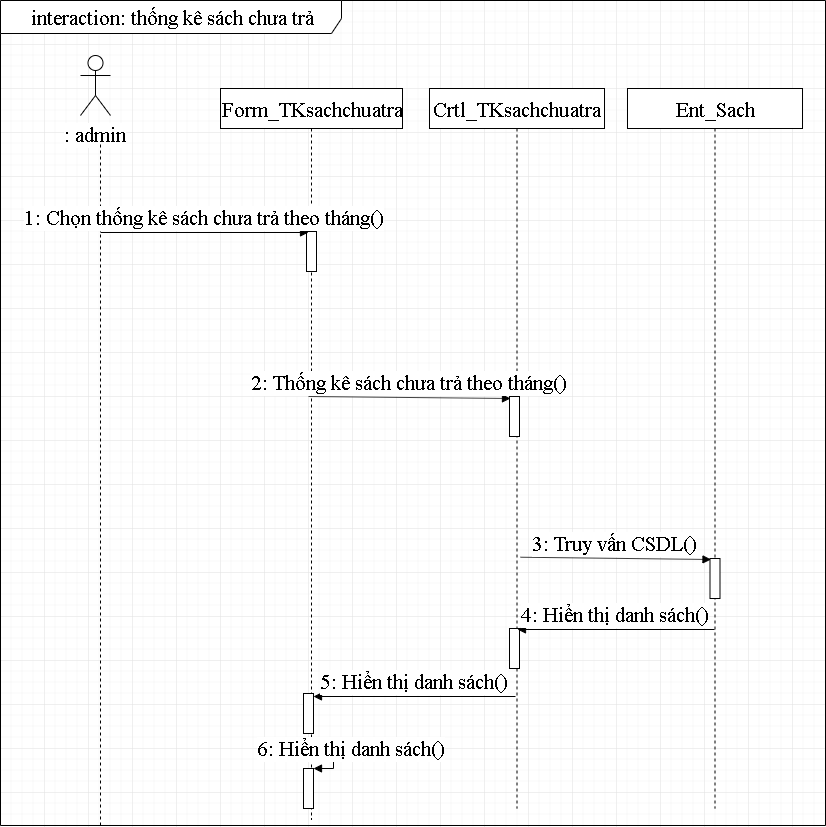 interaction: thống kê sách chưa trả
: admin
Form_TKsachchuatra
Crtl_TKsachchuatra
Ent_Sach
1: Chọn thống kê sách chưa trả theo tháng()
2: Thống kê sách chưa trả theo tháng()
3: Truy vấn CSDL()
4: Hiển thị danh sách()
5: Hiển thị danh sách()
6: Hiển thị danh sách()